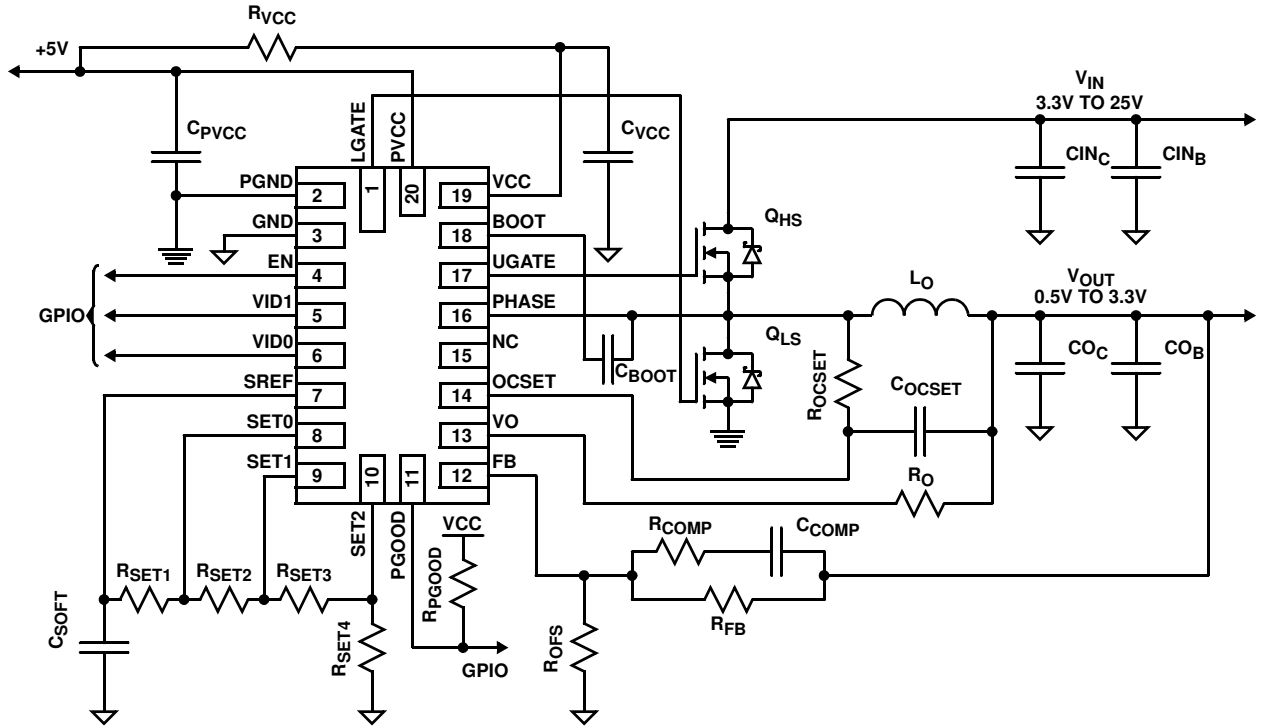 RVCC
+5V
CPVCC
LGATE
PVCC
CVCC
VIN
3.3V TO 25V
CINC
CINB
PGND
2
1
20
19
VCC
GND
3
18
BOOT
QHS
EN
4
17
UGATE
GPIO
VID1
5
16
PHASE
LO
VOUT
0.5V TO 3.3V
VID0
6
15
NC
QLS
CBOOT
COC
COB
SREF
7
14
OCSET
ROCSET
COCSET
SET0
8
13
VO
SET1
9
10
11
12
FB
RO
SET2
PGOOD
VCC
RCOMP
CCOMP
RSET1
RSET2
RSET3
RPGOOD
RFB
CSOFT
RSET4
GPIO
ROFS